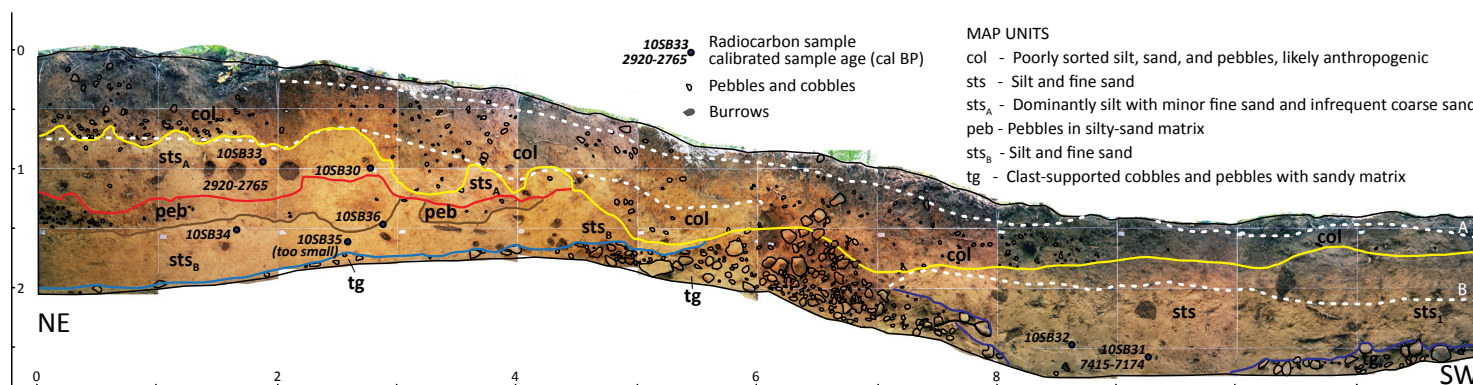 10SB33
2920-2765
Radiocarbon sample
calibrated sample age (cal BP)
Pebbles and cobbles
Burrows
MAP UNITS
col - Poorly sorted silt, sand, and pebbles, likely anthropogenic
sts - Silt and fine sand
stsA - Dominantly silt with minor fine sand and infrequent coarse sand
peb - Pebbles in silty-sand matrix
stsB - Silt and fine sand
tg - Clast-supported cobbles and pebbles with sandy matrix
0
1
2
col
stsA
10SB33
2920-2765
10SB30
peb
10SB34
10SB36
10SB35
(too small)
stsB
tg
NE
col
stsA
peb
stsB
col
tg
col
sts
10SB32
10SB31
7415-7174
col
A
B
sts1
tg
SW
0
2
4
6
8